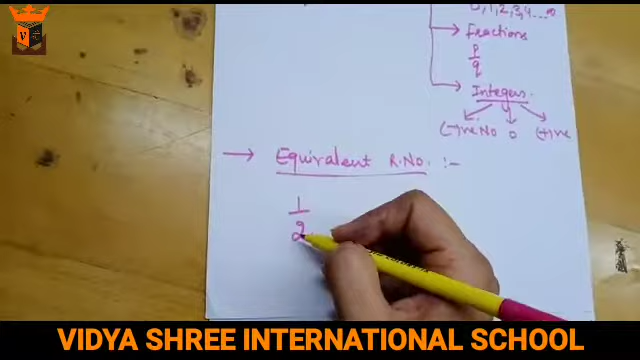 0, 1, 2, 3, 4 ... ∞
→ Fractions
p
q
→ Integers.
(-)ve No 0 (+)ve
→ Equivalent R.No. :-
1
2
V
VIDYA SHREE INTERNATIONAL SCHOOL